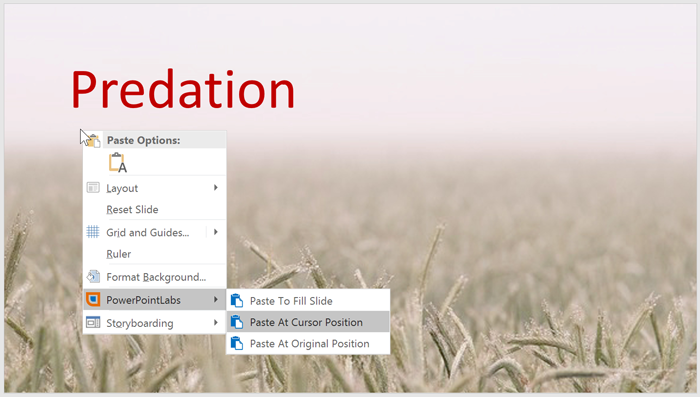 Predation
Paste Options:
A
Layout
Reset Slide
Grid and Guides...
Ruler
Format Background...
PowerPointLabs
Storyboarding
Paste To Fill Slide
Paste At Cursor Position
Paste At Original Position